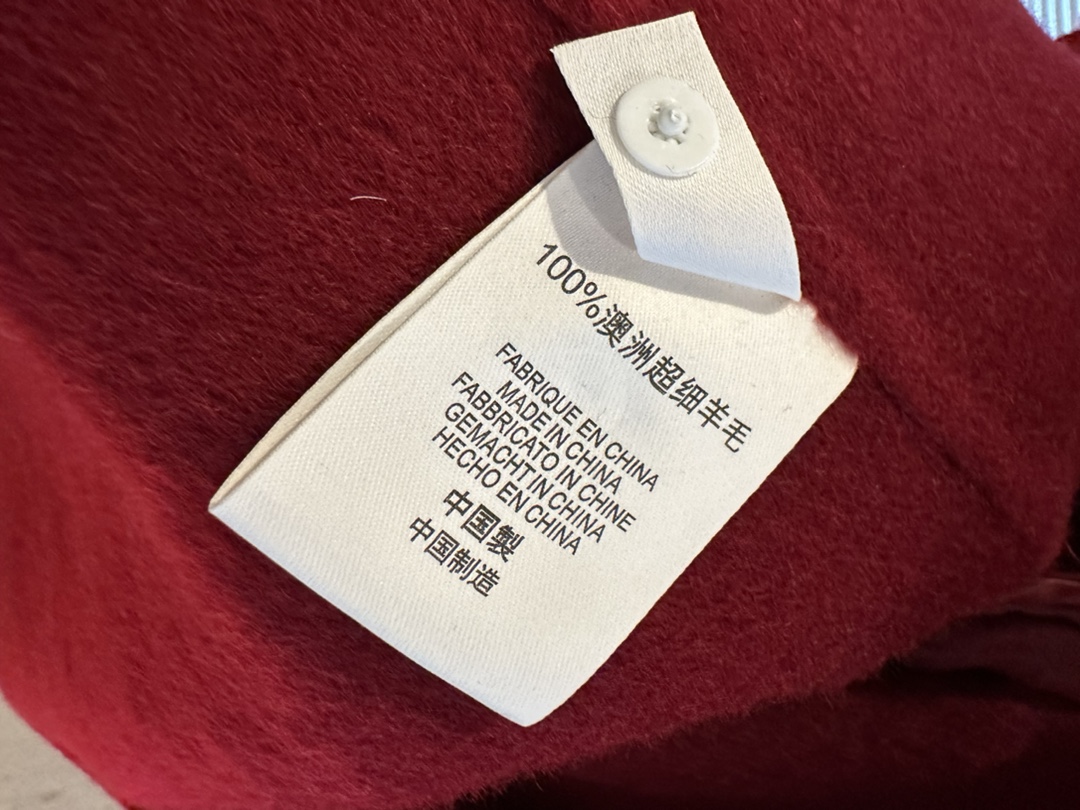 100%澳洲超细羊毛
FABRIQUE EN CHINA
MADE IN CHINA
FABBRICATO IN CHINE
GEMACHT IN CHINA
HECHO EN CHINA
中国製
中国制造